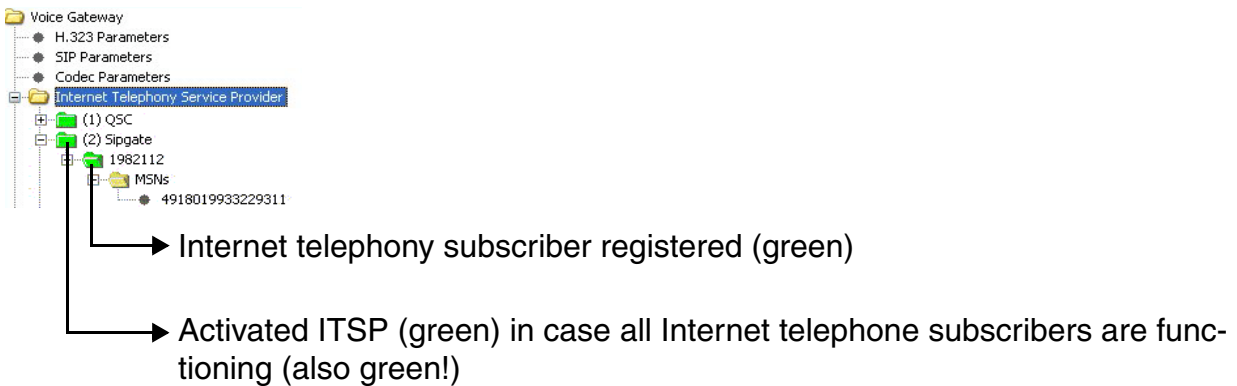 Voice Gateway
H.323 Parameters
SIP Parameters
Codec Parameters
Internet Telephony Service Provider
(1) QSC
(2) Sipgate
1982112
MSNs
4918019933229311
Internet telephony subscriber registered (green)
Activated ITSP (green) in case all Internet telephone subscribers are func-
tioning (also green!)